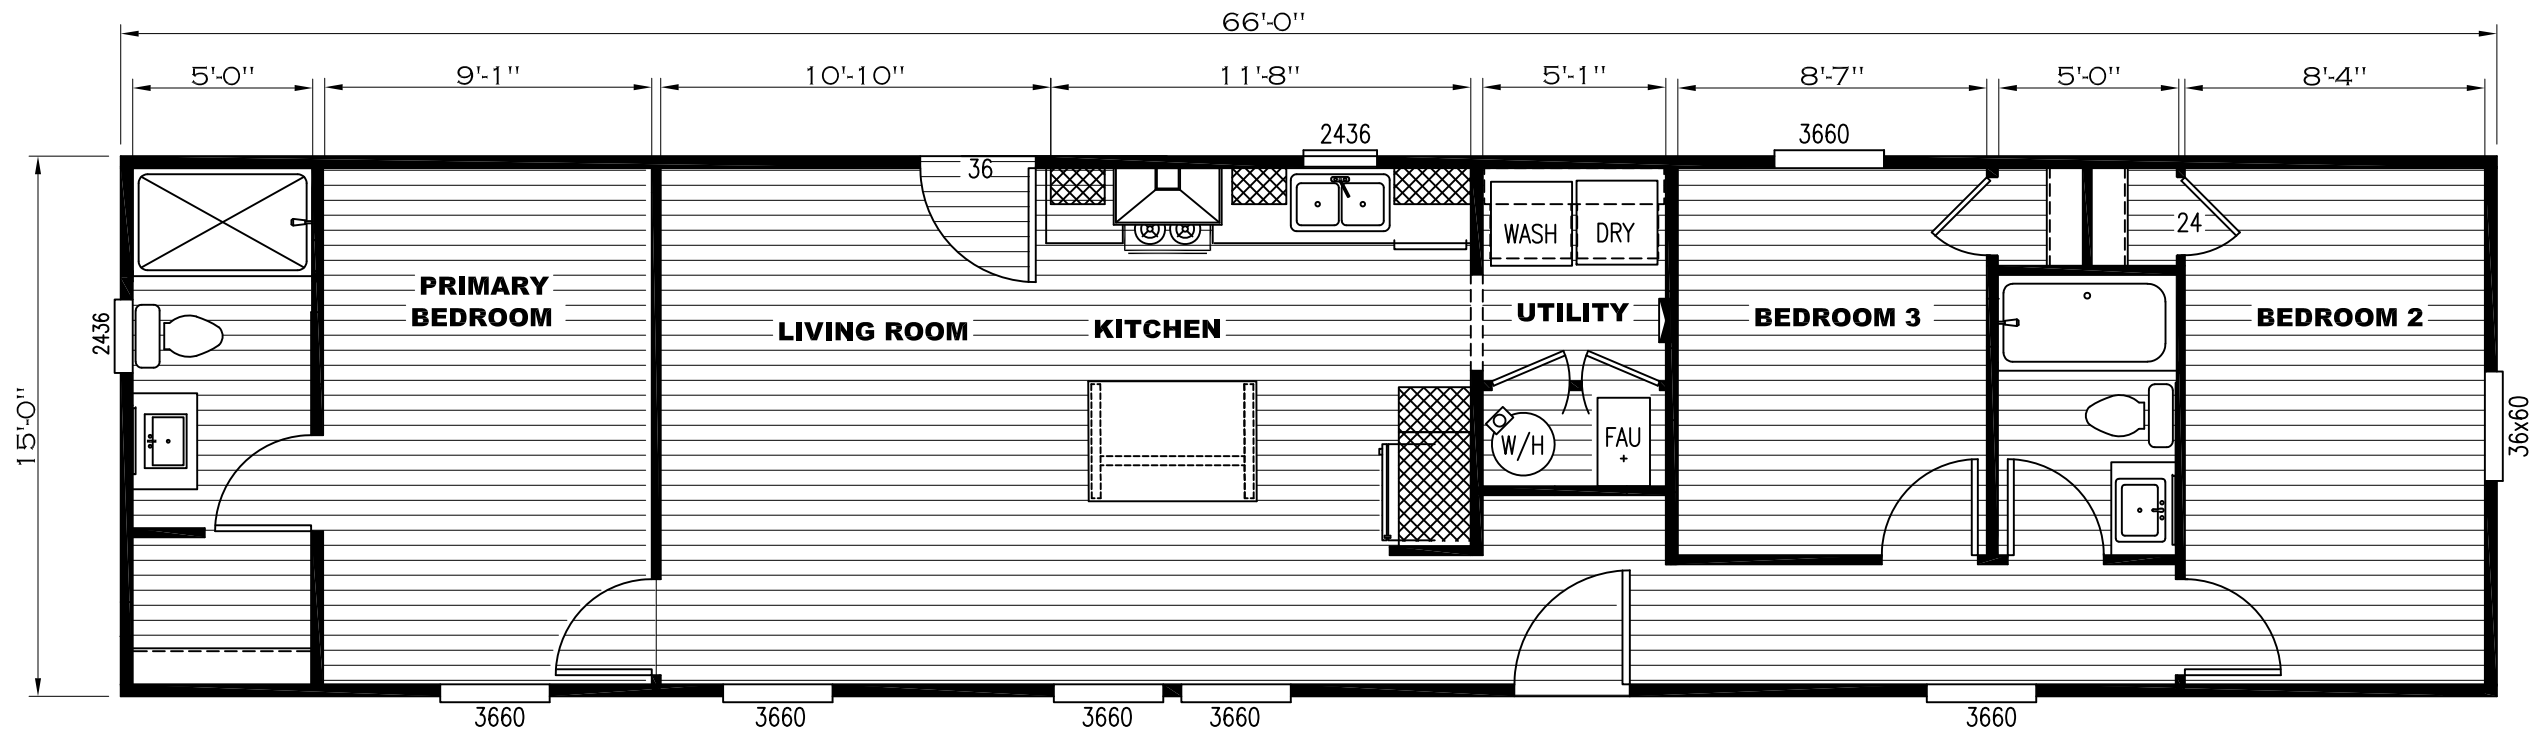 66'-0"
5'-0"
9'-1"
10'-10"
11'-8"
5'-1"
8'-7"
5'-0"
8'-4"
2436
3660
36
24
WASH
DRY
PRIMARY
BEDROOM
LIVING ROOM
KITCHEN
UTILITY
BEDROOM 3
BEDROOM 2
2436
15'-0"
36x60
W/H
FAU
3660
3660
3660
3660
3660